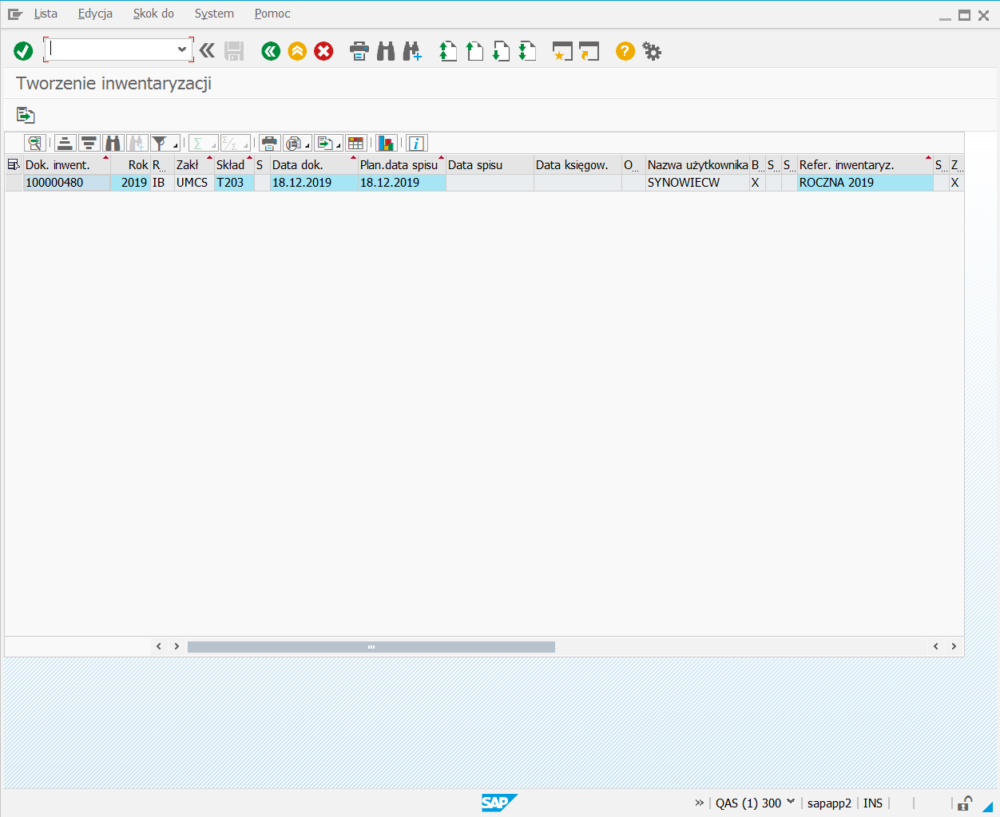 Lista Edycja Skok do System Pomoc
Tworzenie inwentaryzacji
Dok. inwent. Rok R... Zakł Skład S Data dok. Plan.data spisu Data spisu Data księgow. O... Nazwa użytkownika B... S... S... Refer. inwentaryz. S... Z...
100000480 2019 IB UMCS T203 18.12.2019 18.12.2019 SYNOWIECW X ROCZNA 2019 X
SAP QAS (1) 300 sapapp2 INS